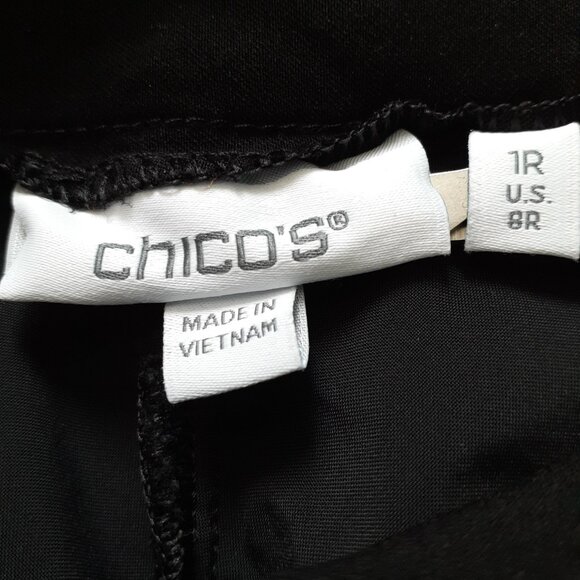 chico's®
MADE IN
VIETNAM
1R
U.S.
8R